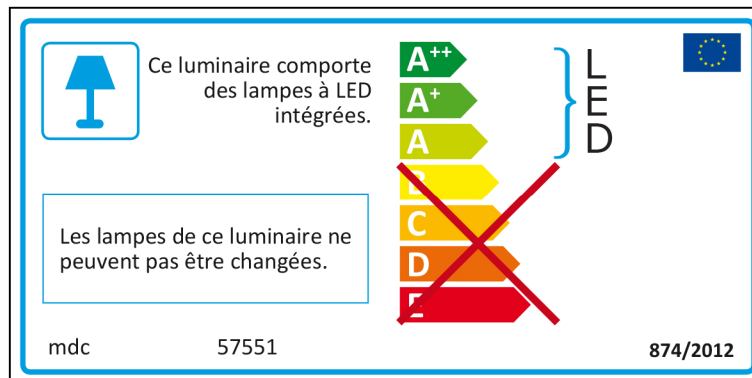 Ce luminaire comporte
des lampes à LED
intégrées.
A++
A+
A
B
C
D
E
LED
Les lampes de ce luminaire ne
peuvent pas être changées.
mdc 57551
874/2012